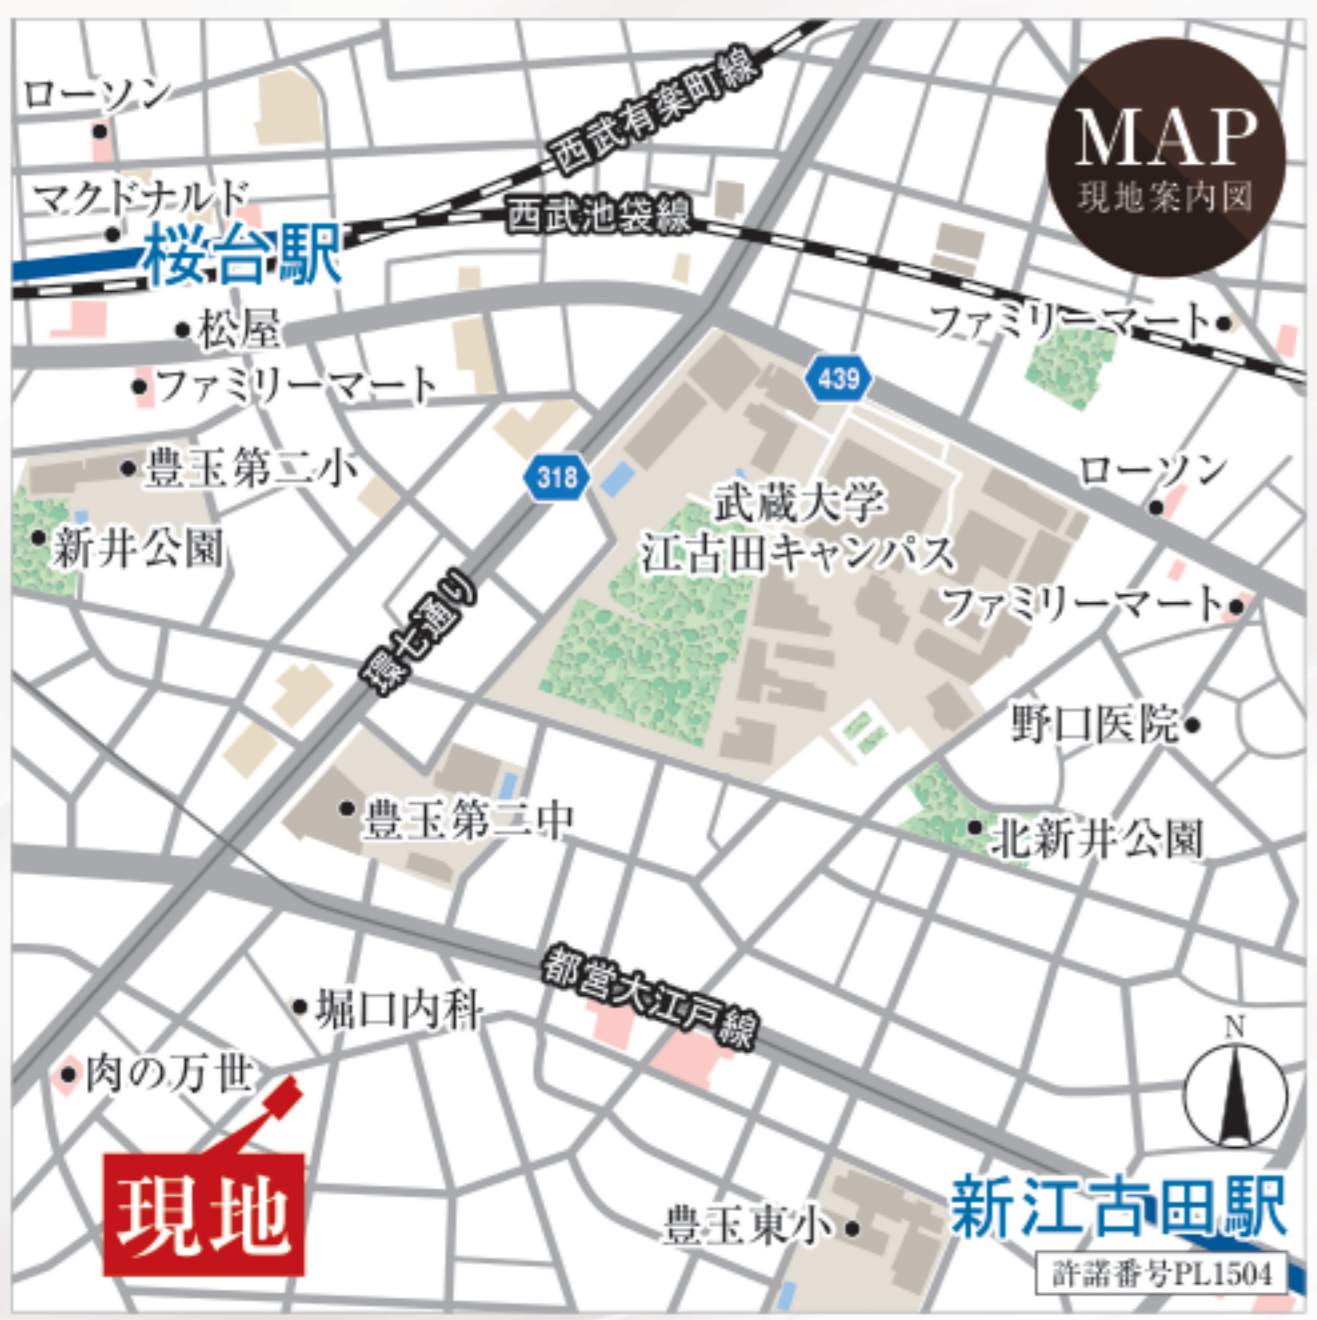 ローソン
西武有楽町線
MAP
現地案内図
マクドナルド
桜台駅
西武池袋線
松屋
ファミリーマート
ファミリーマート
439
豊玉第二小
318
ローソン
新井公園
武蔵大学
江古田キャンパス
環七通り
ファミリーマート
野口医院
豊玉第二中
北新井公園
都営大江戸線
堀口内科
N
肉の万世
現地
豊玉東小
新江古田駅
許諾番号PL1504